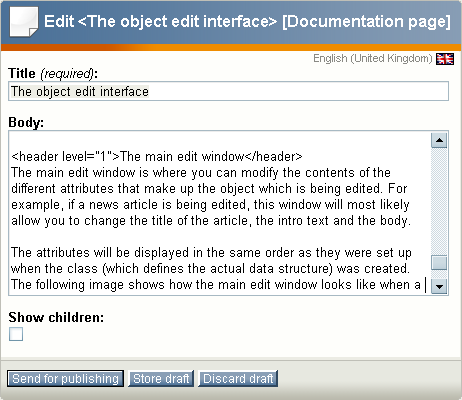 Edit <The object edit interface> [Documentation page]
English (United Kingdom)
Title (required):
The object edit interface
Body:
<header level="1">The main edit window</header>
The main edit window is where you can modify the contents of the
different attributes that make up the object which is being edited. For
example, if a news article is being edited, this window will most likely
allow you to change the title of the article, the intro text and the body.
The attributes will be displayed in the same order as they were set up
when the class (which defines the actual data structure) was created.
The following image shows how the main edit window looks like when a
Show children:
Send for publishing Store draft Discard draft